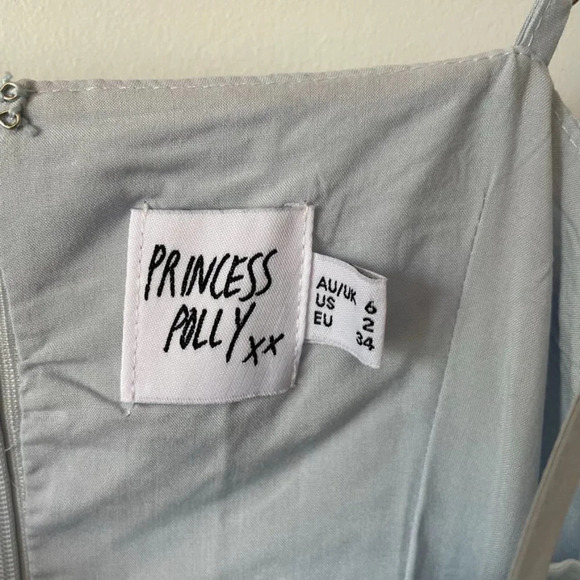 PRINCESS
POLLY xx
AU/UK 6
US 2
EU 34